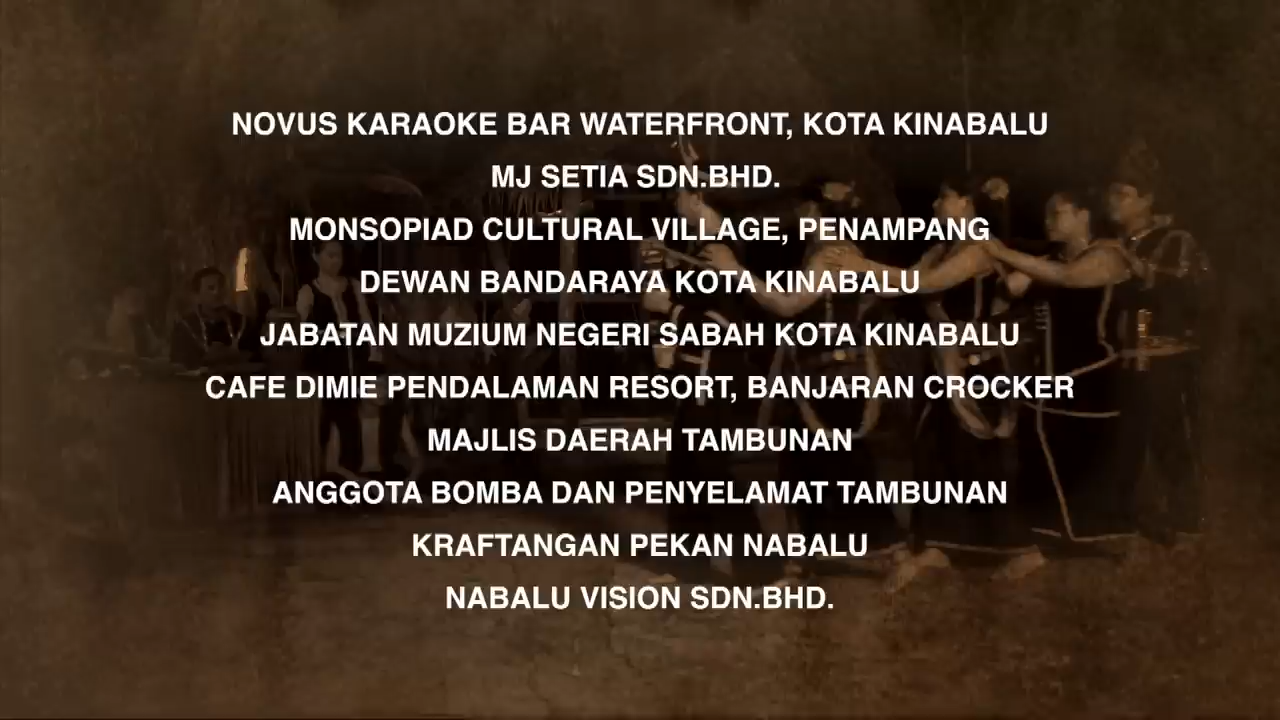 NOVUS KARAOKE BAR WATERFRONT, KOTA KINABALU
MJ SETIA SDN.BHD.
MONSOPIAD CULTURAL VILLAGE, PENAMPANG
DEWAN BANDARAYA KOTA KINABALU
JABATAN MUZIUM NEGERI SABAH KOTA KINABALU
CAFE DIMIE PENDALAMAN RESORT, BANJARAN CROCKER
MAJLIS DAERAH TAMBUNAN
ANGGOTA BOMBA DAN PENYELAMAT TAMBUNAN
KRAFTANGAN PEKAN NABALU
NABALU VISION SDN.BHD.